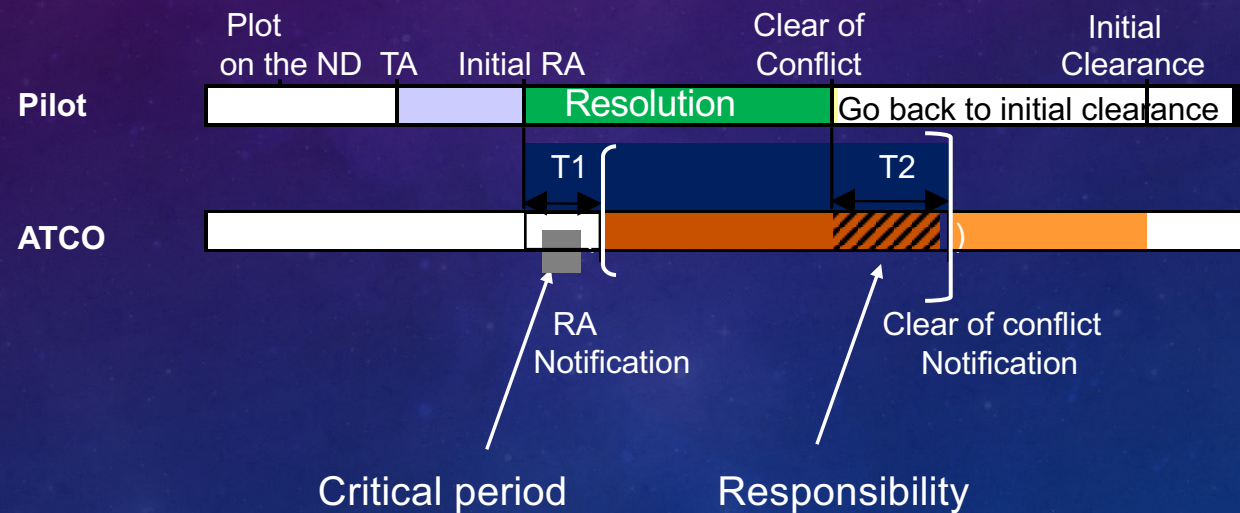 Plot
on the ND
TA
Initial RA
Clear of
Conflict
Initial
Clearance
Pilot
Resolution
Go back to initial clearance
T1
T2
ATCO
)
RA
Notification
Clear of conflict
Notification
Critical period
Responsibility